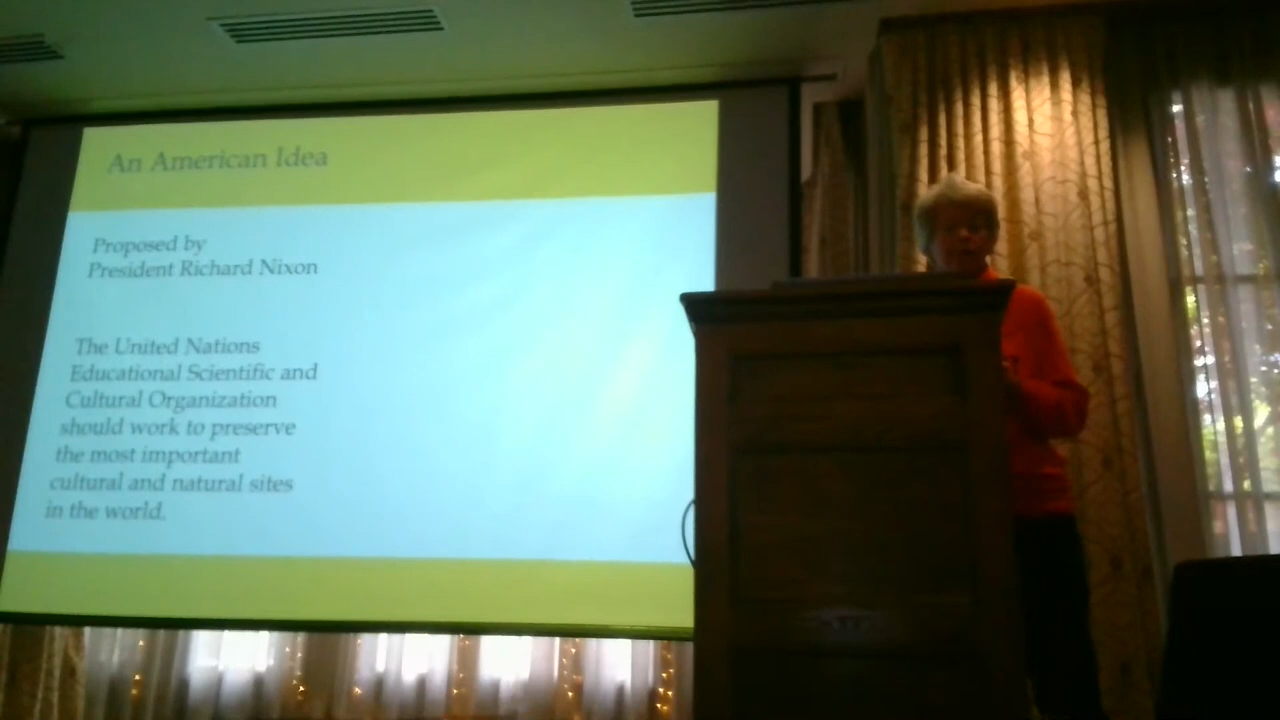 An American Idea
Proposed by
President Richard Nixon
The United Nations
Educational Scientific and
Cultural Organization
should work to preserve
the most important
cultural and natural sites
in the world.